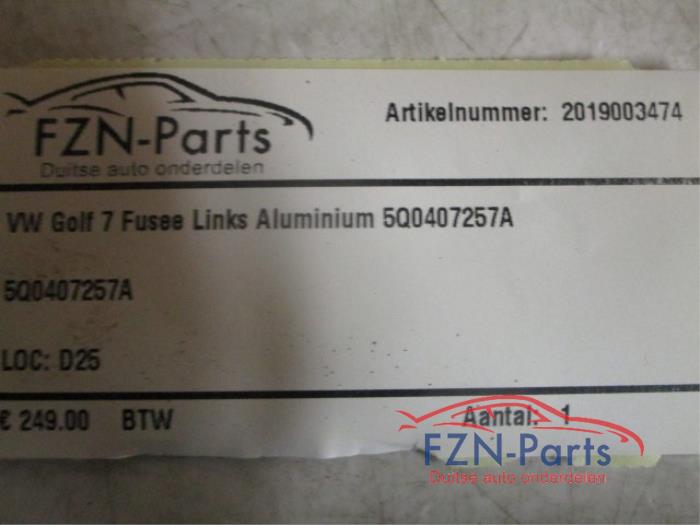 FZN-Parts
Duitse auto onderdelen
Artikelnummer: 2019003474
VW Golf 7 Fusee Links Aluminium 5Q0407257A
5Q0407257A
LOC: D25
€ 249.00 BTW
Aantal: 1
FZN-Parts
Duitse auto onderdelen